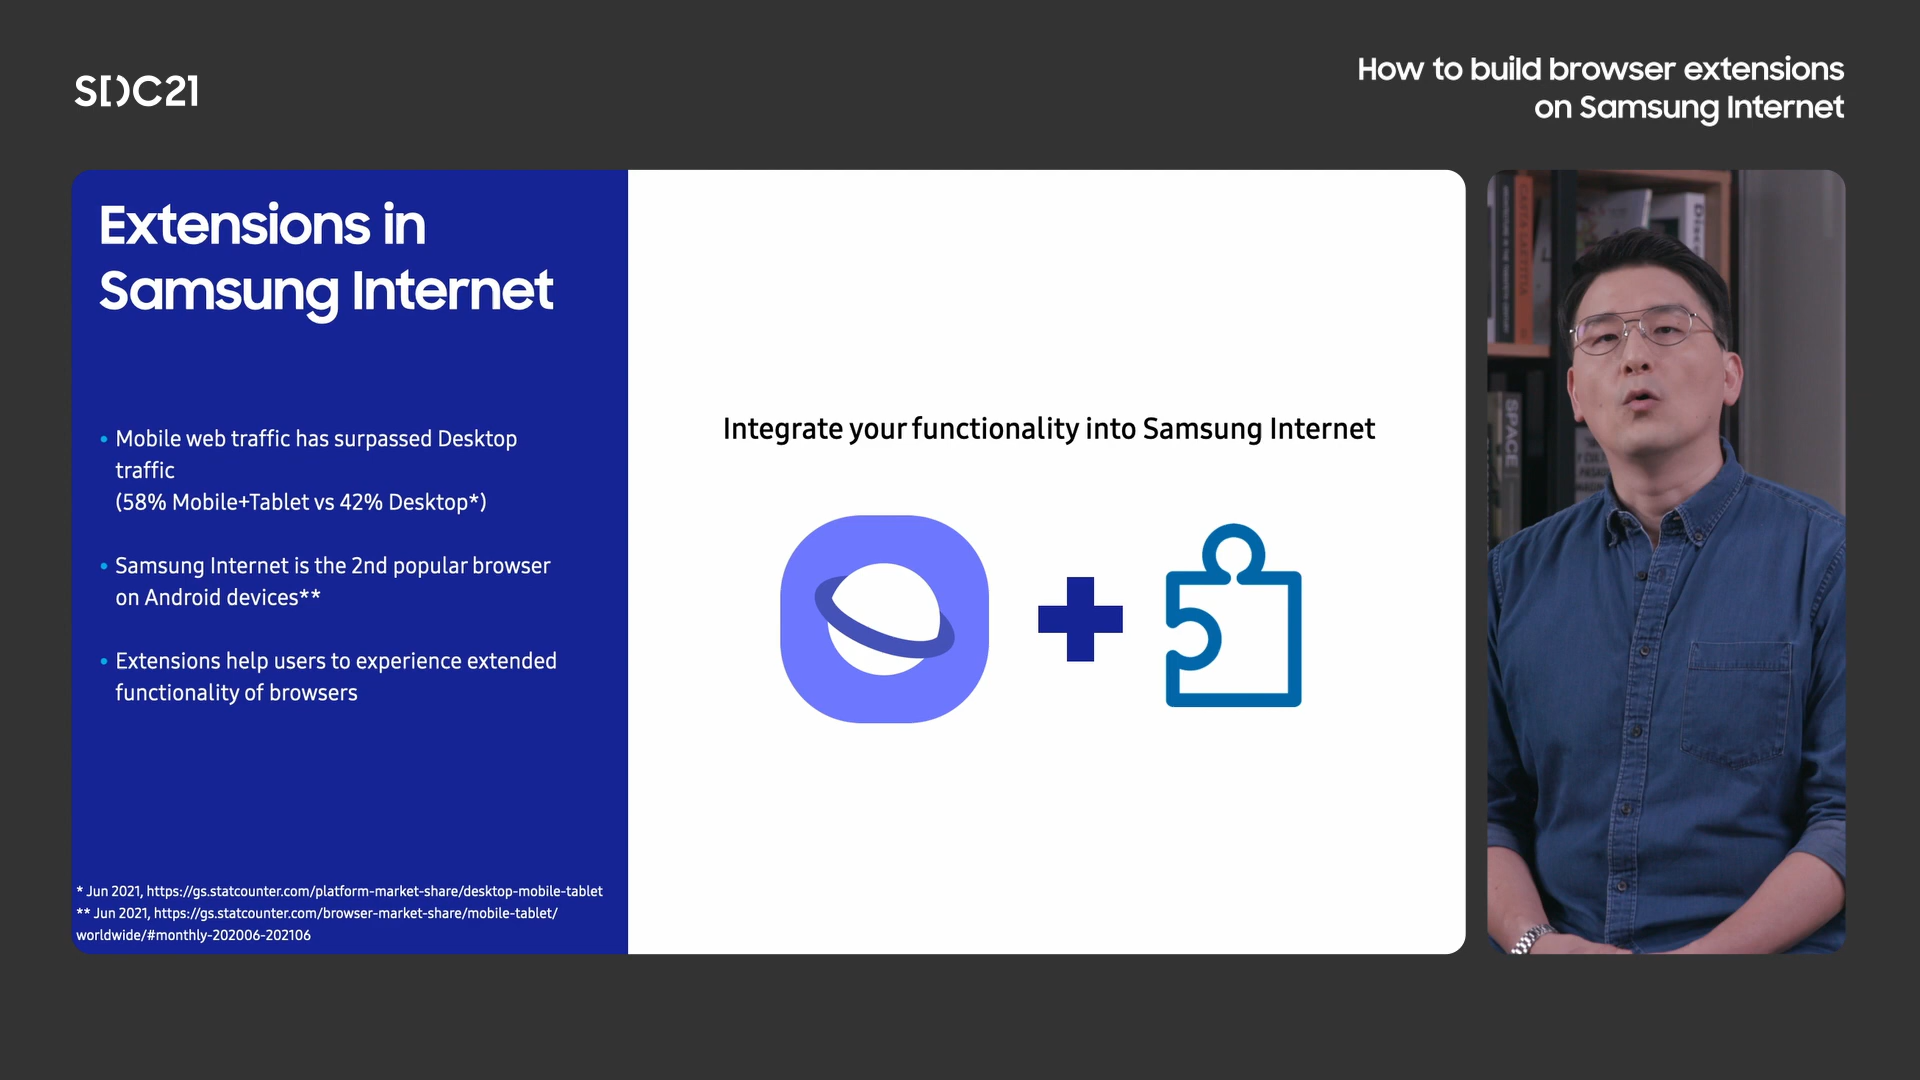 SDC21
How to build browser extensions
on Samsung Internet
Extensions in
Samsung Internet
• Mobile web traffic has surpassed Desktop
traffic
(58% Mobile+Tablet vs 42% Desktop*)
• Samsung Internet is the 2nd popular browser
on Android devices**
• Extensions help users to experience extended
functionality of browsers
* Jun 2021, https://gs.statcounter.com/platform-market-share/desktop-mobile-tablet
** Jun 2021, https://gs.statcounter.com/browser-market-share/mobile-tablet/
worldwide/#monthly-202006-202106
Integrate your functionality into Samsung Internet
SPACE